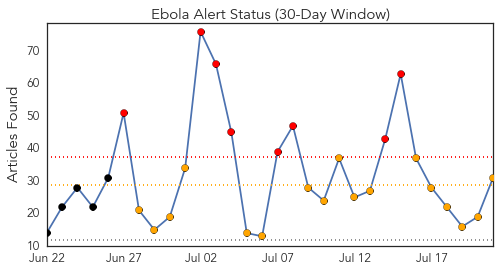 Ebola Alert Status (30-Day Window)
Articles Found
70
60
50
40
30
20
10
Jun 22 Jun 27 Jul 02 Jul 07 Jul 12 Jul 17